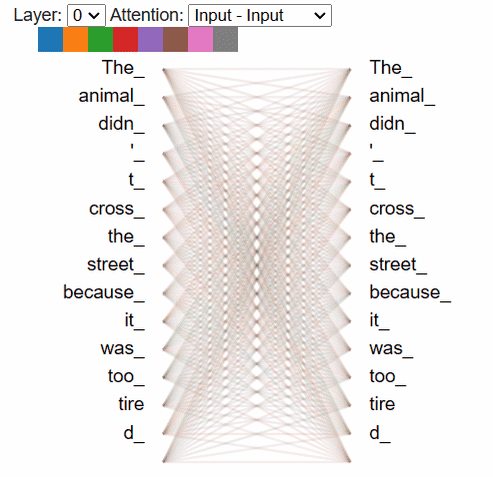 Layer: 0 Attention: Input - Input
The_ The_
animal_ animal_
didn_ didn_
'_ '_
t_ t_
cross_ cross_
the_ the_
street_ street_
because_ because_
it_ it_
was_ was_
too_ too_
tire tire
d_ d_